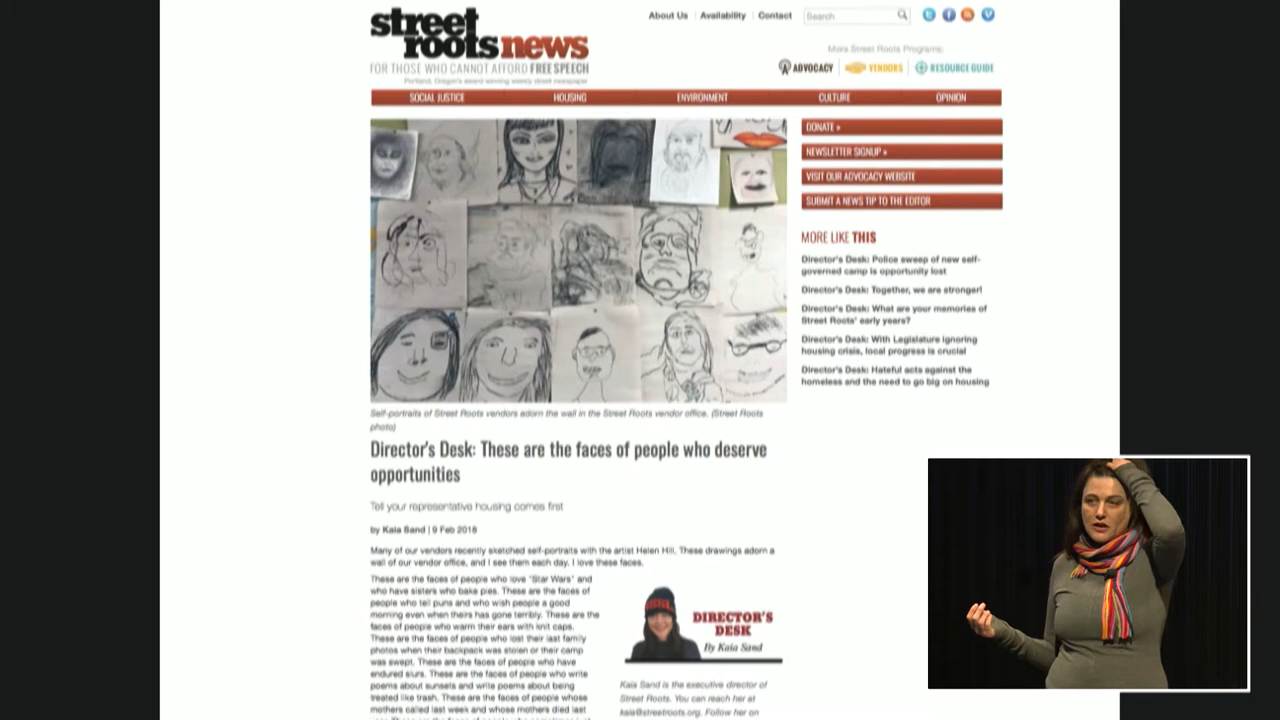 street
rootsnews
FOR THOSE WHO CANNOT AFFORD FREE SPEECH
Portland, Oregon's award-winning weekly street newspaper
About Us
Availability
Contact
Search
More Street Roots Programs:
ADVOCACY
VENDORS
RESOURCE GUIDE
SOCIAL JUSTICE
HOUSING
ENVIRONMENT
CULTURE
OPINION
DONATE »
NEWSLETTER SIGNUP »
VISIT OUR ADVOCACY WEBSITE
SUBMIT A NEWS TIP TO THE EDITOR
MORE LIKE THIS
Director's Desk: Police sweep of new self-
governed camp is opportunity lost
Director's Desk: Together, we are stronger!
Director's Desk: What are your memories of
Street Roots' early years?
Director's Desk: With Legislature ignoring
housing crisis, local progress is crucial
Director's Desk: Hateful acts against the
homeless and the need to go big on housing
Self-portraits of Street Roots vendors adorn the wall in the Street Roots vendor office. (Street Roots
photo)
Director's Desk: These are the faces of people who deserve
opportunities
Tell your representative housing comes first
by Kaia Sand | 9 Feb 2018
Many of our vendors recently sketched self-portraits with the artist Helen Hill. These drawings adorn a
wall of our vendor office, and I see them each day. I love these faces.
These are the faces of people who love "Star Wars" and
who have sisters who bake pies. These are the faces of
people who tell puns and who wish people a good
morning even when theirs has gone terribly. These are the
faces of people who warm their ears with knit caps.
These are the faces of people who lost their last family
photos when their backpack was stolen or their camp
was swept. These are the faces of people who have
endured slurs. These are the faces of people who write
poems about sunsets and write poems about being
treated like trash. These are the faces of people whose
mothers called last week and whose mothers died last
DIRECTOR'S
DESK
By Kaia Sand
Kaia Sand is the executive director of
Street Roots. You can reach her at
kaia@streetroots.org. Follow her on